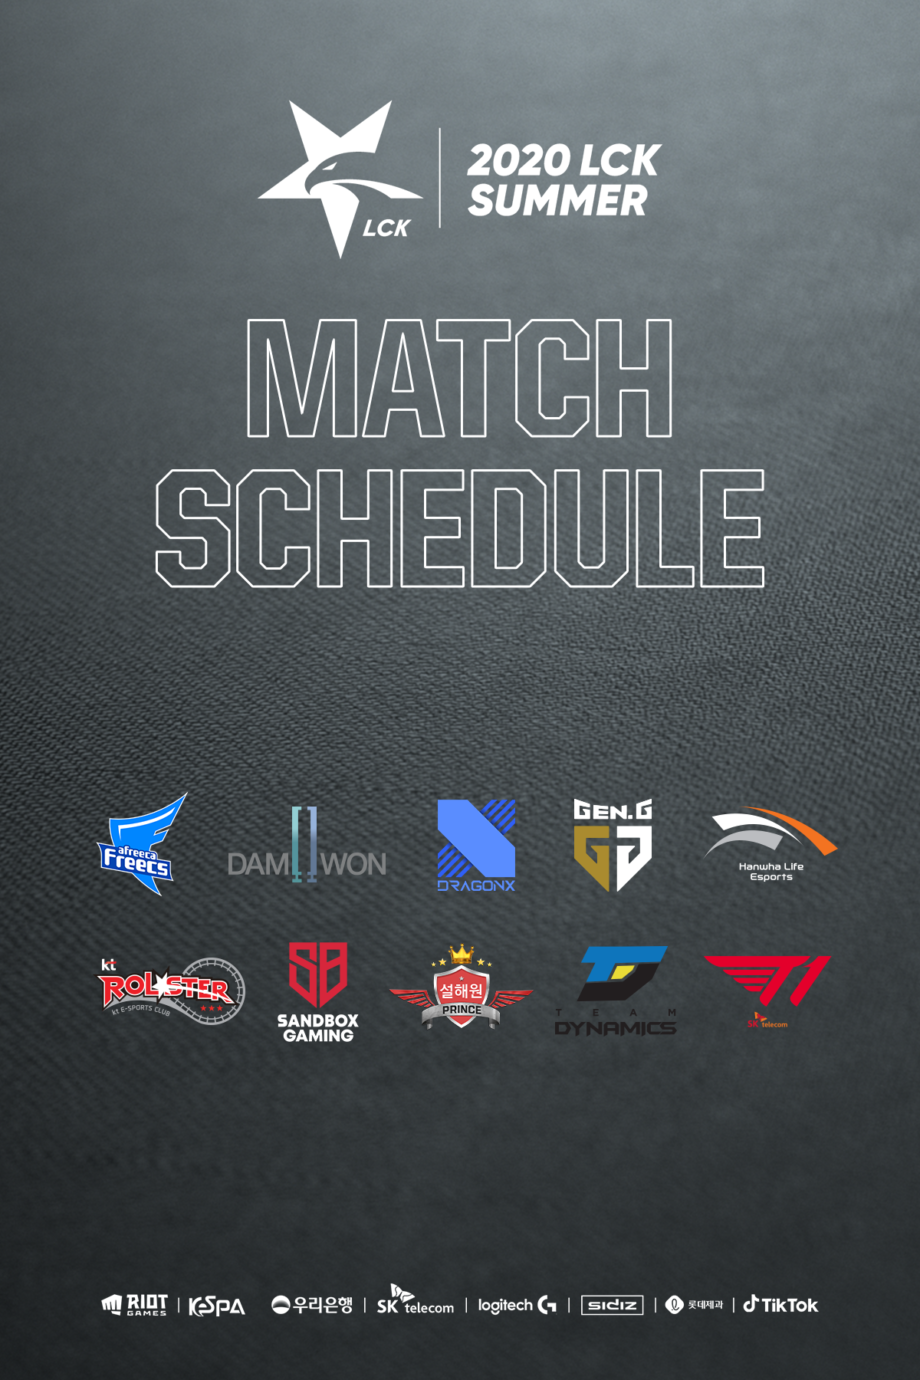 LCK
2020 LCK
SUMMER
MATCH
SCHEDULE
afreeca
Freecs
DAMWON
DRAGONX
GEN.G
Hanwha Life
Esports
kt
ROLSTER
kt E-SPORTS CLUB
SB
SANDBOX
GAMING
설해원
PRINCE
TEAM
DYNAMICS
T1
SK telecom
RIOT
GAMES
KeSPA
우리은행
SK telecom
logitech G
sidiz
롯데제과
TikTok